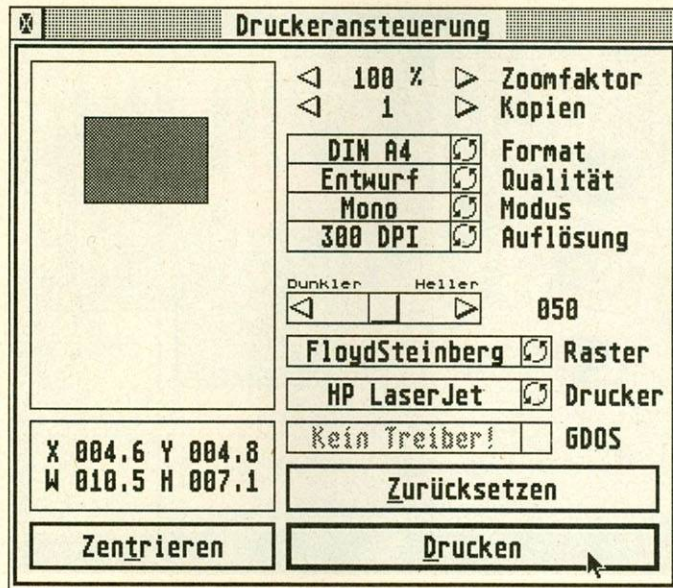 Druckeransteuerung
100 % Zoomfaktor
1 Kopien
DIN A4 Format
Entwurf Qualität
Mono Modus
300 DPI Auflösung
Dunkler Heller
050
FloydSteinberg Raster
HP LaserJet Drucker
Kein Treiber! GDOS
X 004.6 Y 004.8
W 010.5 H 007.1
Zurücksetzen
Zentrieren
Drucken